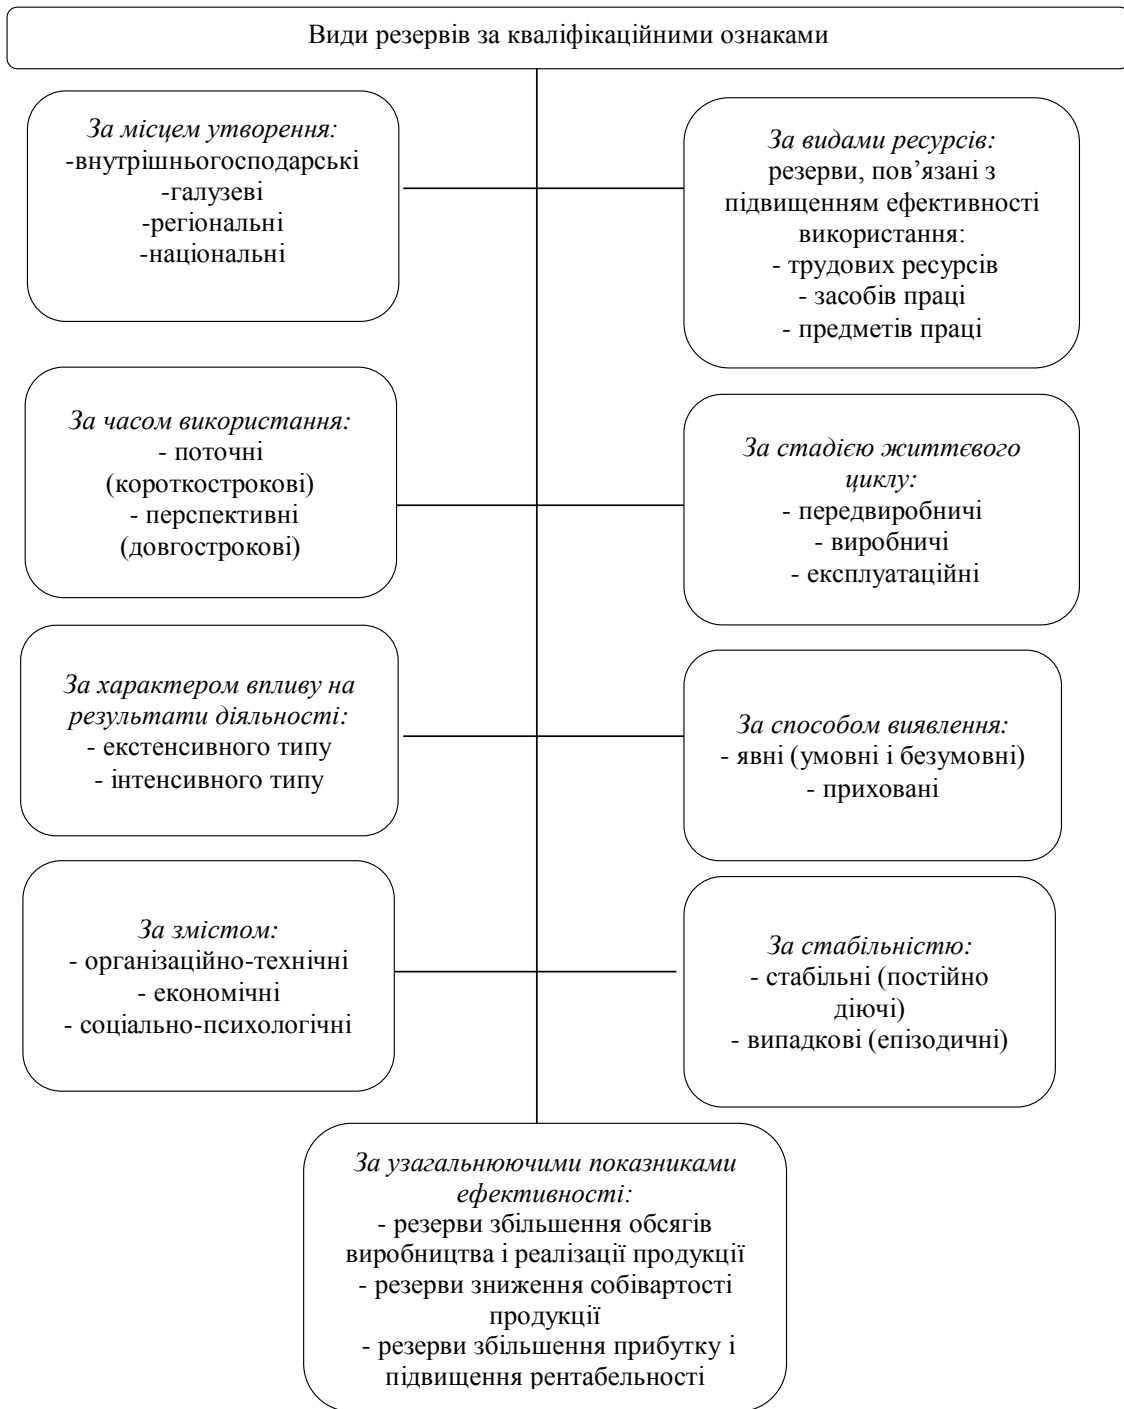 Види резервів за кваліфікаційними ознаками
За місцем утворення:
-внутрішньогосподарські
-галузеві
-регіональні
-національні
За видами ресурсів:
резерви, пов’язані з
підвищенням ефективності
використання:
- трудових ресурсів
- засобів праці
- предметів праці
За часом використання:
- поточні
(короткострокові)
- перспективні
(довгострокові)
За стадією життєвого
циклу:
- передвиробничі
- виробничі
- експлуатаційні
За характером впливу на
результати діяльності:
- екстенсивного типу
- інтенсивного типу
За способом виявлення:
- явні (умовні і безумовні)
- приховані
За змістом:
- організаційно-технічні
- економічні
- соціально-психологічні
За стабільністю:
- стабільні (постійно
діючі)
- випадкові (епізодичні)
За узагальнюючими показниками
ефективності:
- резерви збільшення обсягів
виробництва і реалізації продукції
- резерви зниження собівартості
продукції
- резерви збільшення прибутку і
підвищення рентабельності